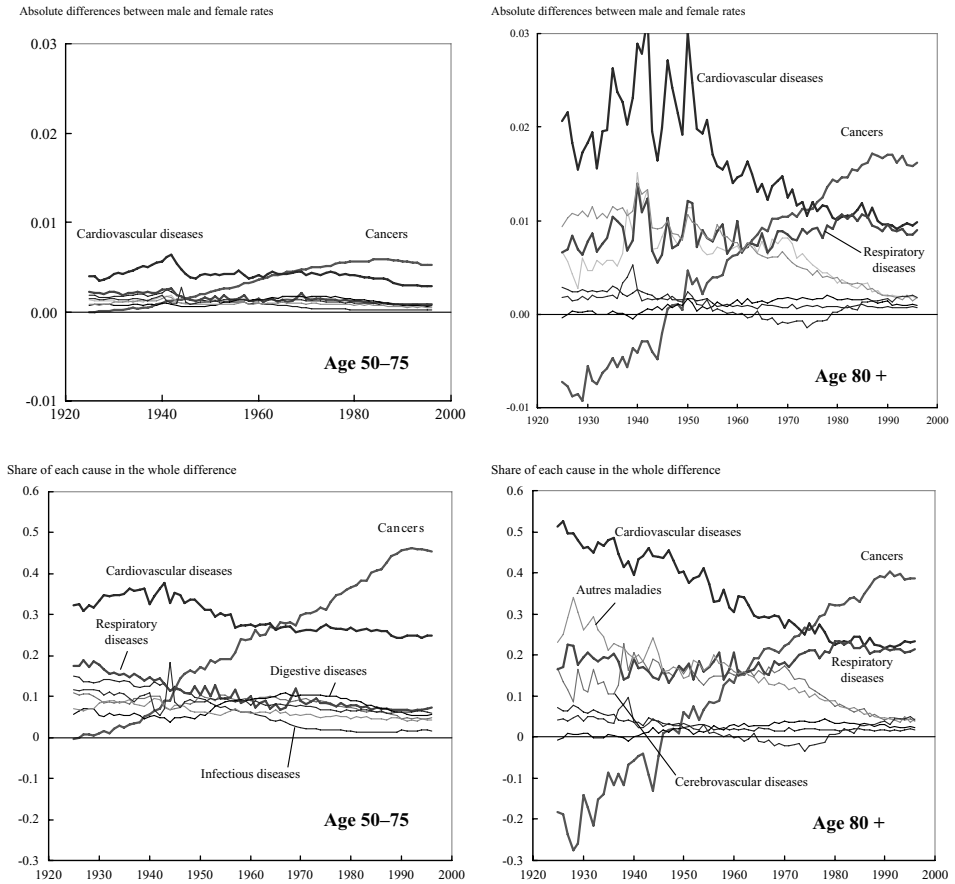 Absolute differences between male and female rates
0.03
0.02
0.01
0.00
-0.01
Cardiovascular diseases
Cancers
Age 50–75
1920
1940
1960
1980
2000
Absolute differences between male and female rates
0.03
0.02
0.01
0.00
-0.01
Cardiovascular diseases
Cancers
Respiratory
diseases
Age 80 +
1920
1930
1940
1950
1960
1970
1980
1990
2000
Share of each cause in the whole difference
0.6
0.5
0.4
0.3
0.2
0.1
0
-0.1
-0.2
-0.3
Cancers
Cardiovascular diseases
Respiratory
diseases
Digestive diseases
Infectious diseases
Age 50–75
1920
1930
1940
1950
1960
1970
1980
1990
2000
Share of each cause in the whole difference
0.6
0.5
0.4
0.3
0.2
0.1
0
-0.1
-0.2
-0.3
Cardiovascular diseases
Cancers
Autres maladies
Respiratory
diseases
Cerebrovascular diseases
Age 80 +
1920
1930
1940
1950
1960
1970
1980
1990
2000